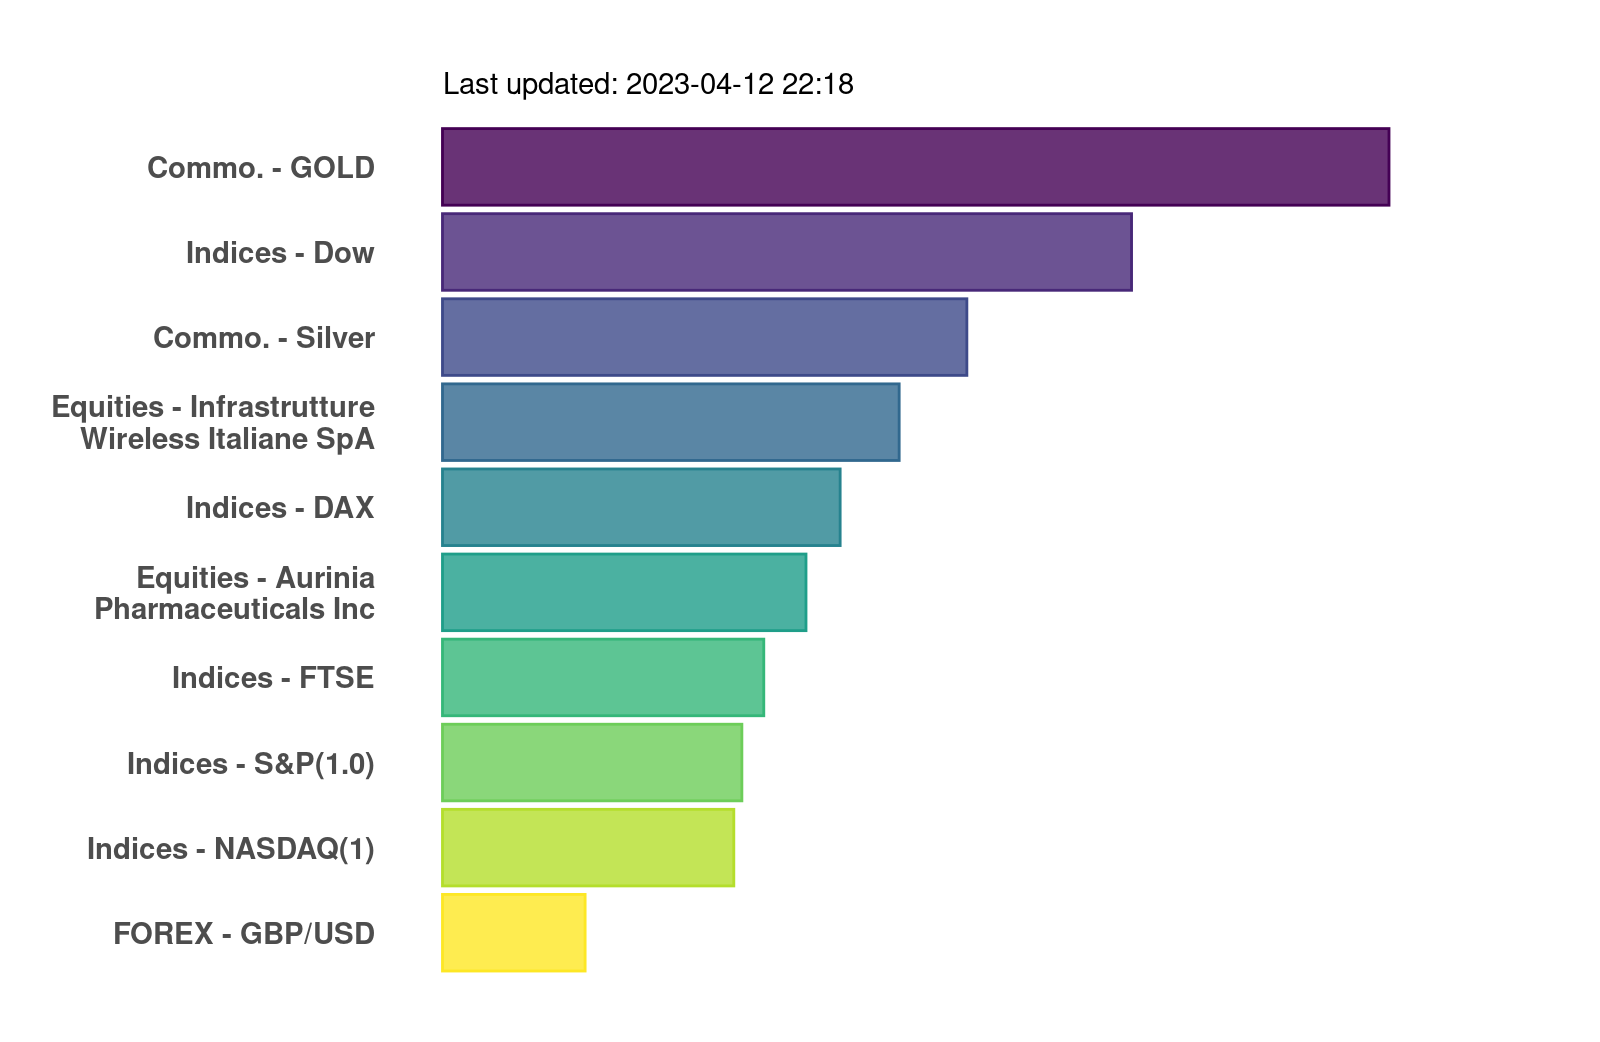 Last updated: 2023-04-12 22:18
Commo. - GOLD
Indices - Dow
Commo. - Silver
Equities - Infrastrutture
Wireless Italiane SpA
Indices - DAX
Equities - Aurinia
Pharmaceuticals Inc
Indices - FTSE
Indices - S&P(1.0)
Indices - NASDAQ(1)
FOREX - GBP/USD